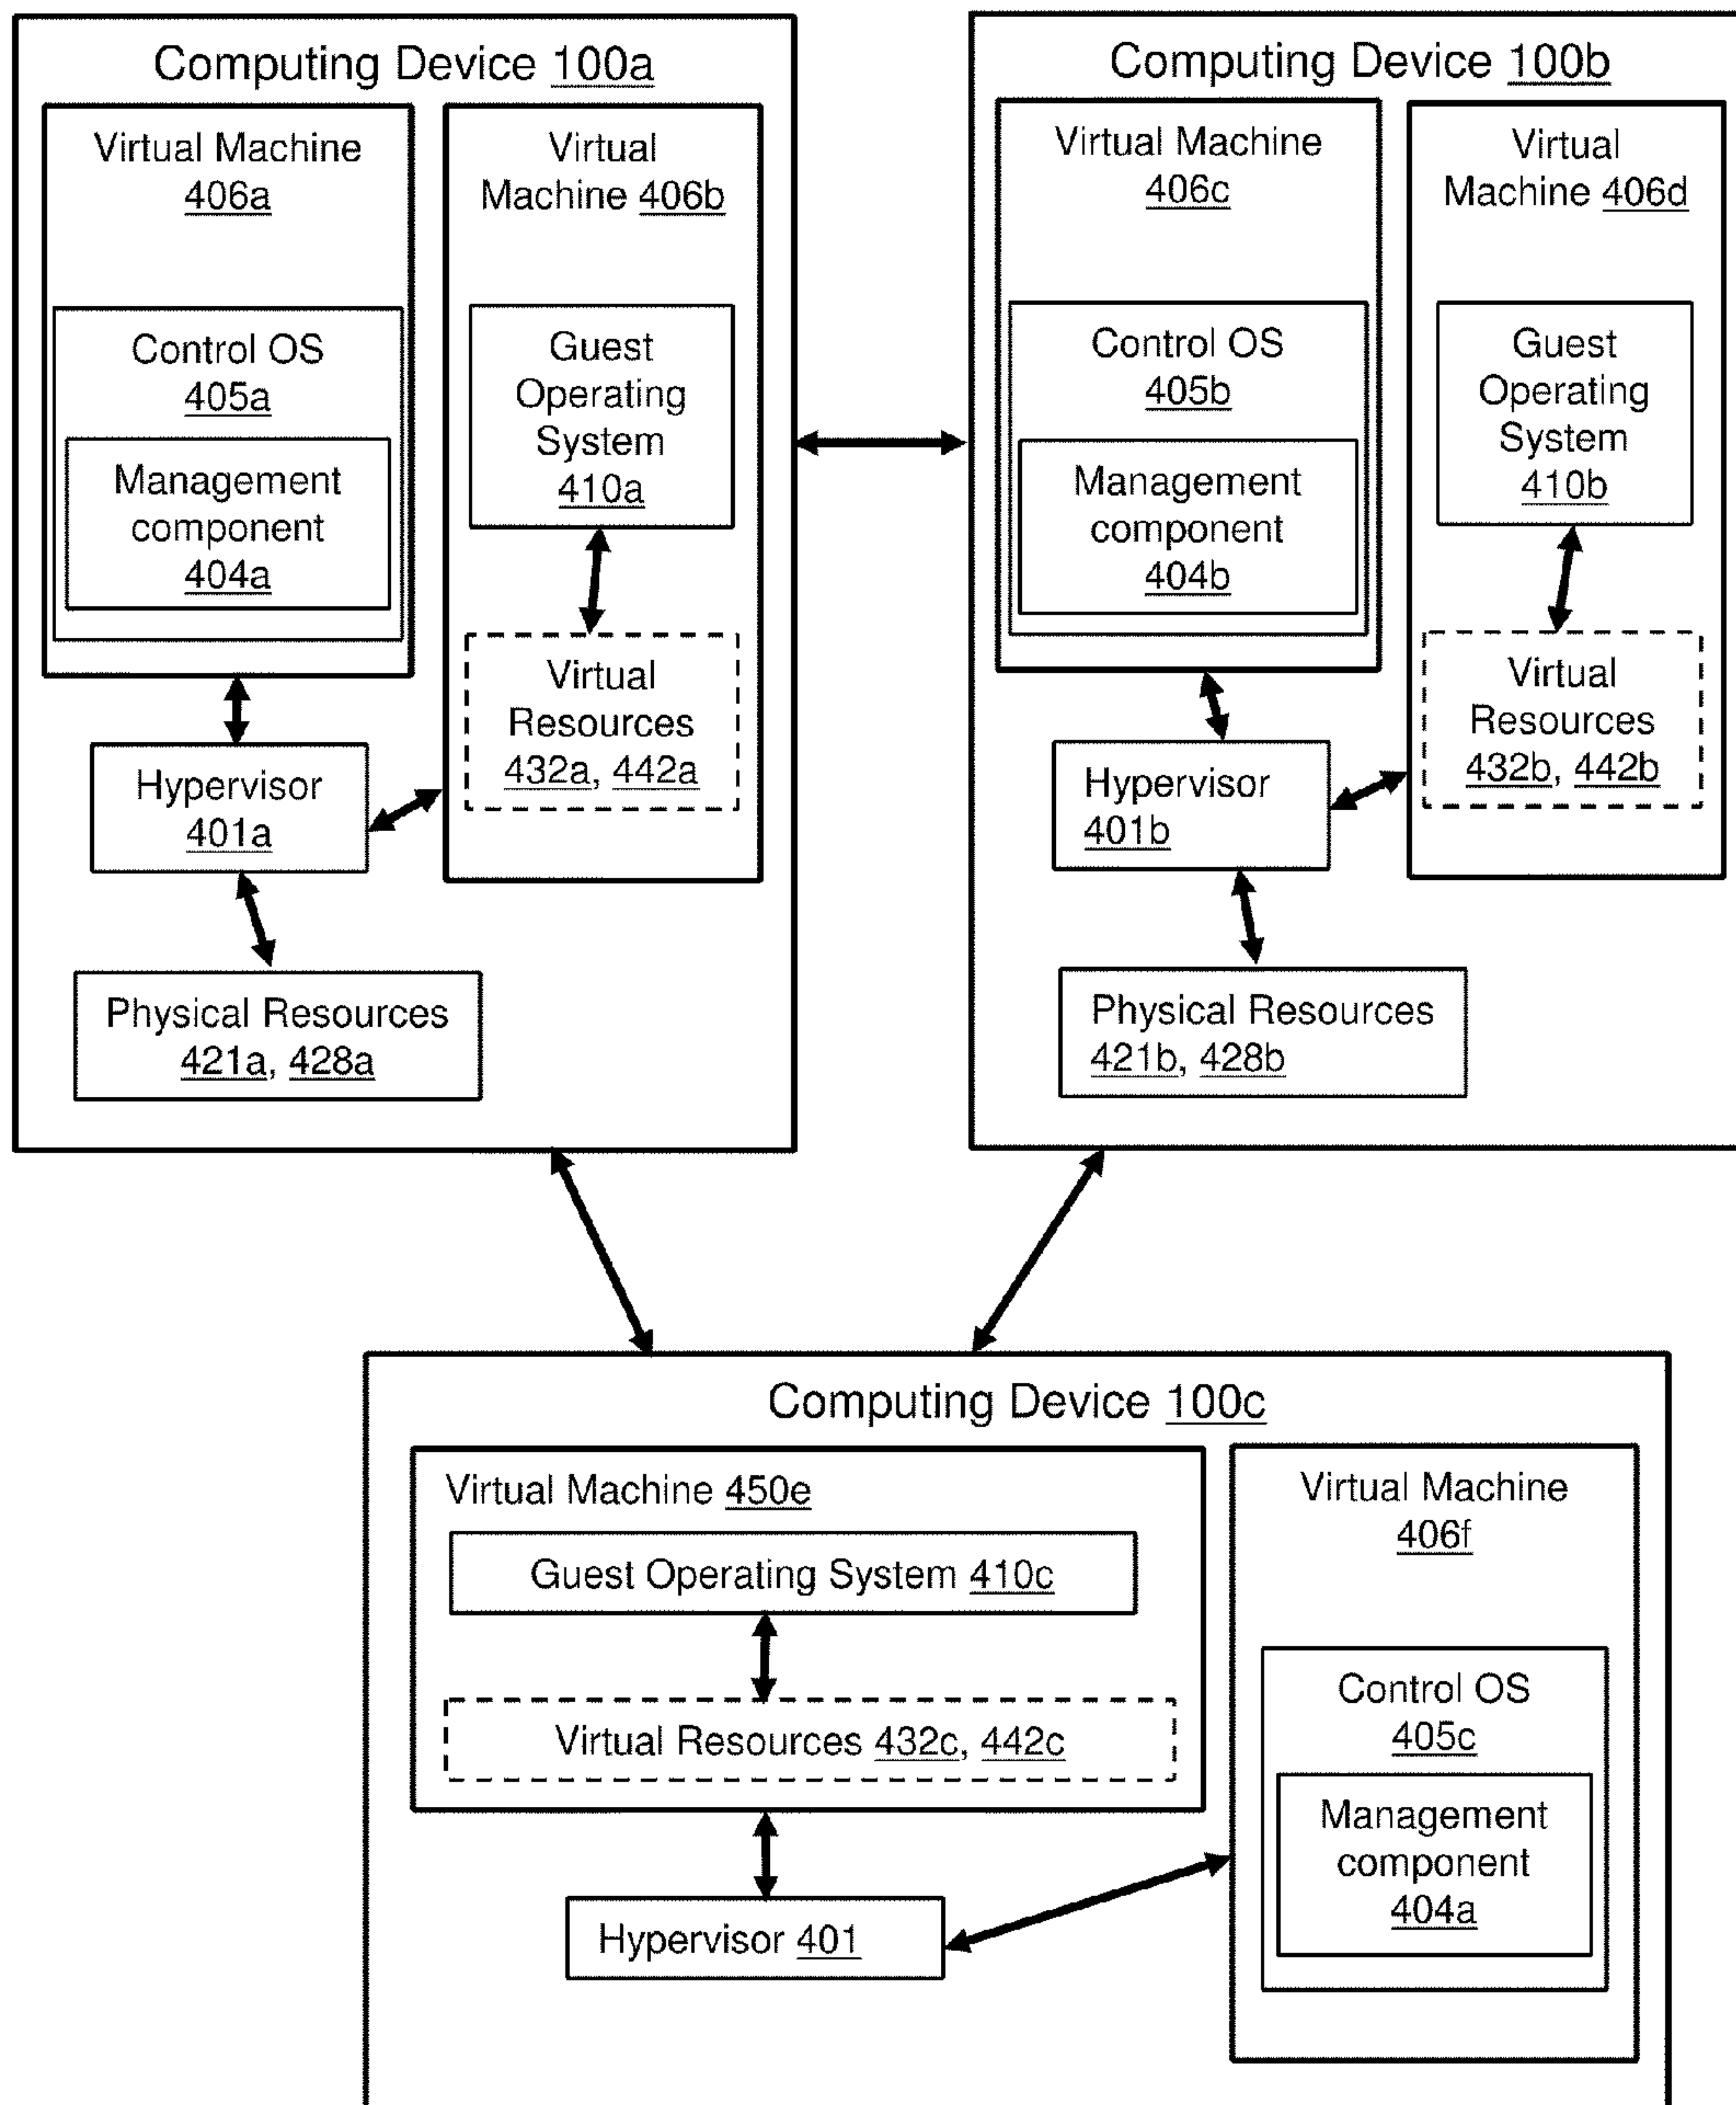 Computing Device 100a
Virtual Machine
406a
Control OS
405a
Management
component
404a
Virtual
Machine 406b
Guest
Operating
System
410a
Virtual
Resources
432a, 442a
Hypervisor
401a
Physical Resources
421a, 428a
Computing Device 100b
Virtual Machine
406c
Control OS
405b
Management
component
404b
Virtual
Machine 406d
Guest
Operating
System
410b
Virtual
Resources
432b, 442b
Hypervisor
401b
Physical Resources
421b, 428b
Computing Device 100c
Virtual Machine 450e
Guest Operating System 410c
Virtual Resources 432c, 442c
Hypervisor 401
Virtual Machine
406f
Control OS
405c
Management
component
404a